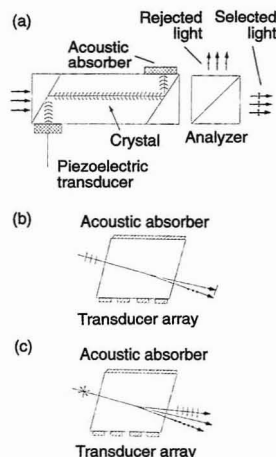 (a)
Rejected
light
Selected
light
Acoustic
absorber
Crystal
Analyzer
Piezoelectric
transducer
(b)
Acoustic absorber
Transducer array
(c)
Acoustic absorber
Transducer array